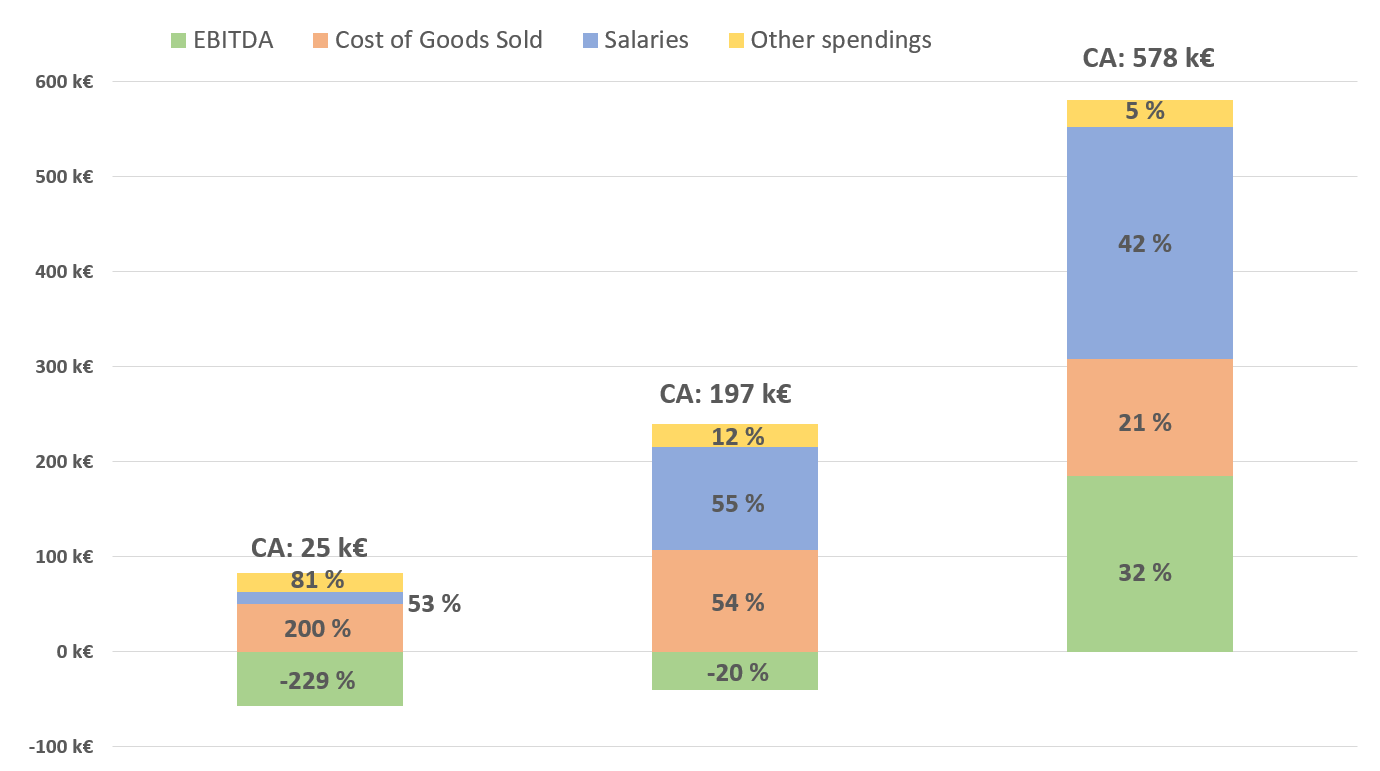 EBITDA Cost of Goods Sold Salaries Other spendings
CA: 578 k€
600 k€
5 %
500 k€
42 %
400 k€
300 k€
CA: 197 k€
21 %
12 %
200 k€
55 %
CA: 25 k€
100 k€
81 %
32 %
53 %
54 %
200 %
0 k€
-229 %
-20 %
-100 k€